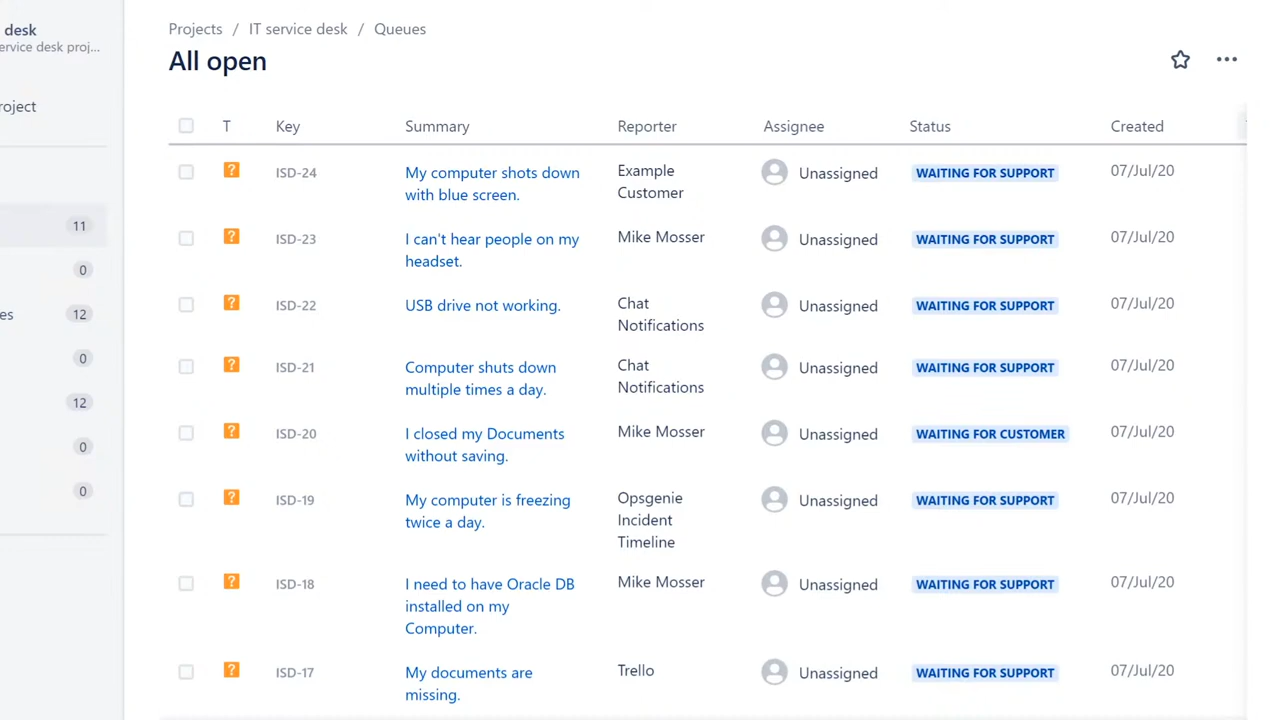 desk
ervice desk proj...
roject
11
0
es 12
0
12
0
0
Projects / IT service desk / Queues
All open
T Key Summary Reporter Assignee Status Created
? ISD-24 My computer shots down Example Unassigned WAITING FOR SUPPORT 07/Jul/20
with blue screen. Customer
? ISD-23 I can't hear people on my Mike Mosser Unassigned WAITING FOR SUPPORT 07/Jul/20
headset.
? ISD-22 USB drive not working. Chat Unassigned WAITING FOR SUPPORT 07/Jul/20
Notifications
? ISD-21 Computer shuts down Chat Unassigned WAITING FOR SUPPORT 07/Jul/20
multiple times a day. Notifications
? ISD-20 I closed my Documents Mike Mosser Unassigned WAITING FOR CUSTOMER 07/Jul/20
without saving.
? ISD-19 My computer is freezing Opsgenie Unassigned WAITING FOR SUPPORT 07/Jul/20
twice a day. Incident
Timeline
? ISD-18 I need to have Oracle DB Mike Mosser Unassigned WAITING FOR SUPPORT 07/Jul/20
installed on my
Computer.
? ISD-17 My documents are Trello Unassigned WAITING FOR SUPPORT 07/Jul/20
missing.